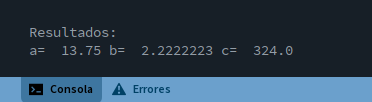 Resultados:
a=  13.75 b=  2.2222223 c=  324.0
Consola Errores